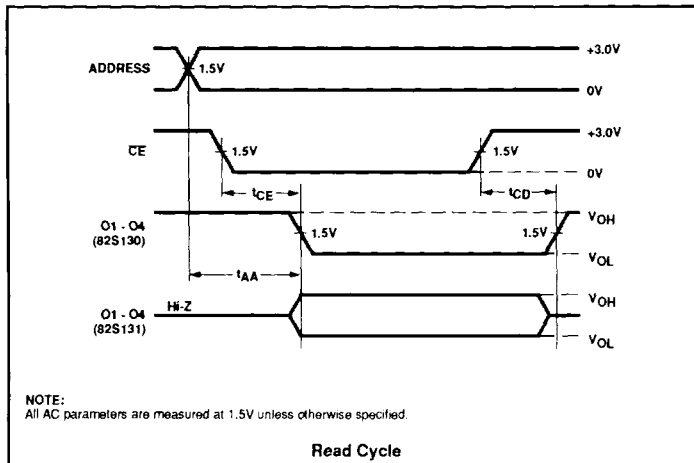 ADDRESS
1.5V
+3.0V
0V
CE
1.5V
1.5V
+3.0V
0V
tCE
tCD
O1 - O4
(82S130)
1.5V
1.5V
VOH
VOL
tAA
O1 - O4
(82S131)
Hi-Z
VOH
VOL
NOTE:
All AC parameters are measured at 1.5V unless otherwise specified.
Read Cycle